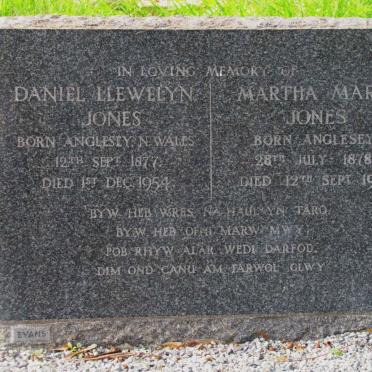 IN LOVING MEMORY OF
DANIEL LLEWELYN
JONES
BORN ANGLESEY, N. WALES
12TH SEPT 1877.
DIED 1ST DEC. 1954.
MARTHA
JONES
BORN ANGLESEY
28TH JULY 1878
DIED 12TH SEPT
BYW HEB WRES NA HAUL YN TARO
BYW HEB OFNI MARW MWY
POB RHYW ALAR WEDI DARFOD.
DIM OND CANU AM FARWOL GLWY
EVANS